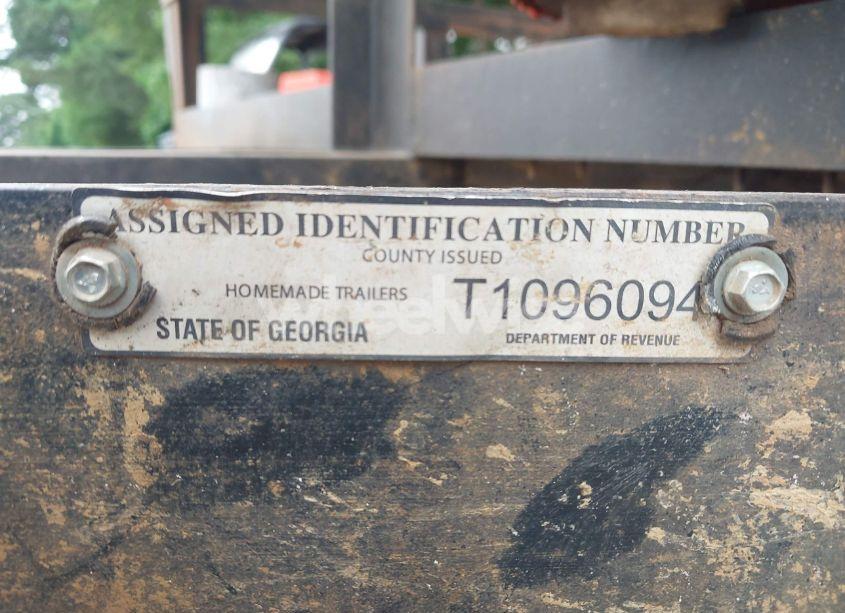 ASSIGNED IDENTIFICATION NUMBER
COUNTY ISSUED
HOMEMADE TRAILERS T1096094
STATE OF GEORGIA DEPARTMENT OF REVENUE